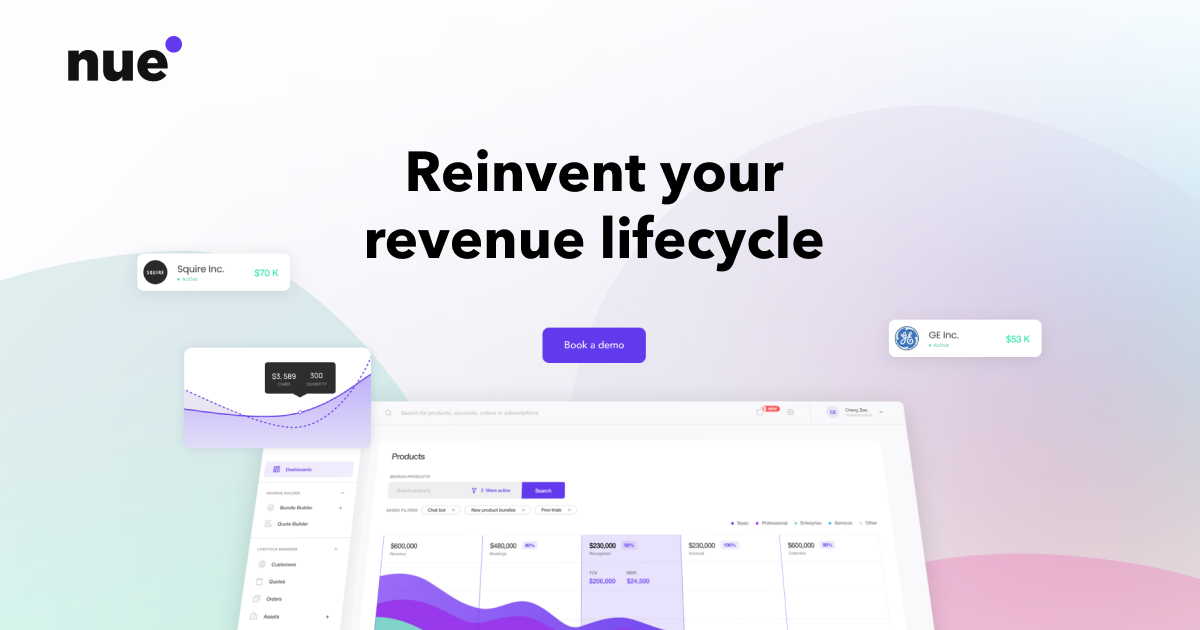 nue
Reinvent your
revenue lifecycle
SQUIRE
Squire Inc.
Active
$70 K
GE Inc.
Active
$53 K
Book a demo
$3,589
300
QUANTITY
Search for products, accounts, orders or subscriptions
NEW
Products
SEARCH PRODUCTS
Search products
3 filters active
Search
SAVED FILTERS
Chat bot
New product bundles
Free trials
Basic
Professional
Enterprise
Services
Other
$600,000
Revenue
$480,000
80%
Bookings
$230,000
50%
Recognized
TCV
$206,000
MRR
$24,500
$230,000
100%
Invoiced
$600,000
90%
Collected
Dashboards
REVENUE BUILDER
Bundle Builder
Quote Builder
LIFECYCLE MANAGER
Customers
Quotes
Orders
Assets